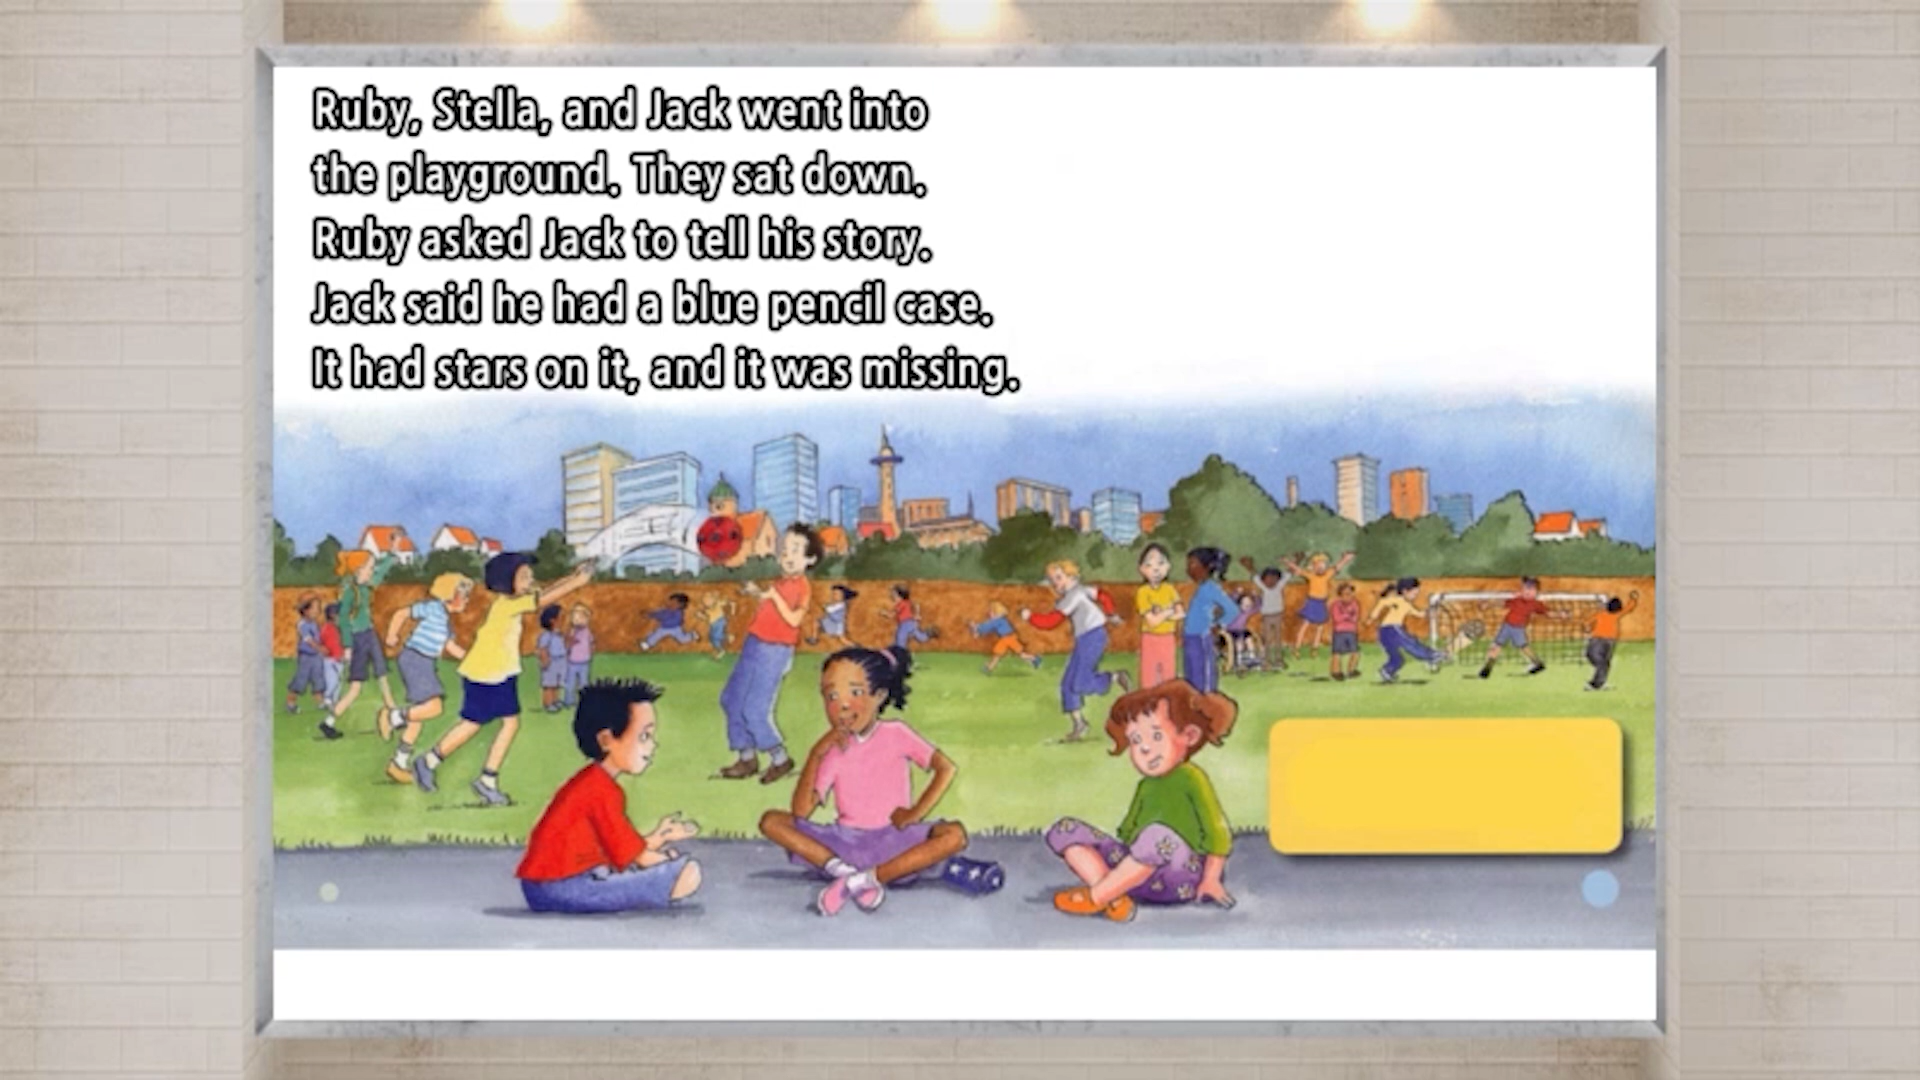 Ruby, Stella, and Jack went into
the playground. They sat down.
Ruby asked Jack to tell his story.
Jack said he had a blue pencil case.
It had stars on it, and it was missing.